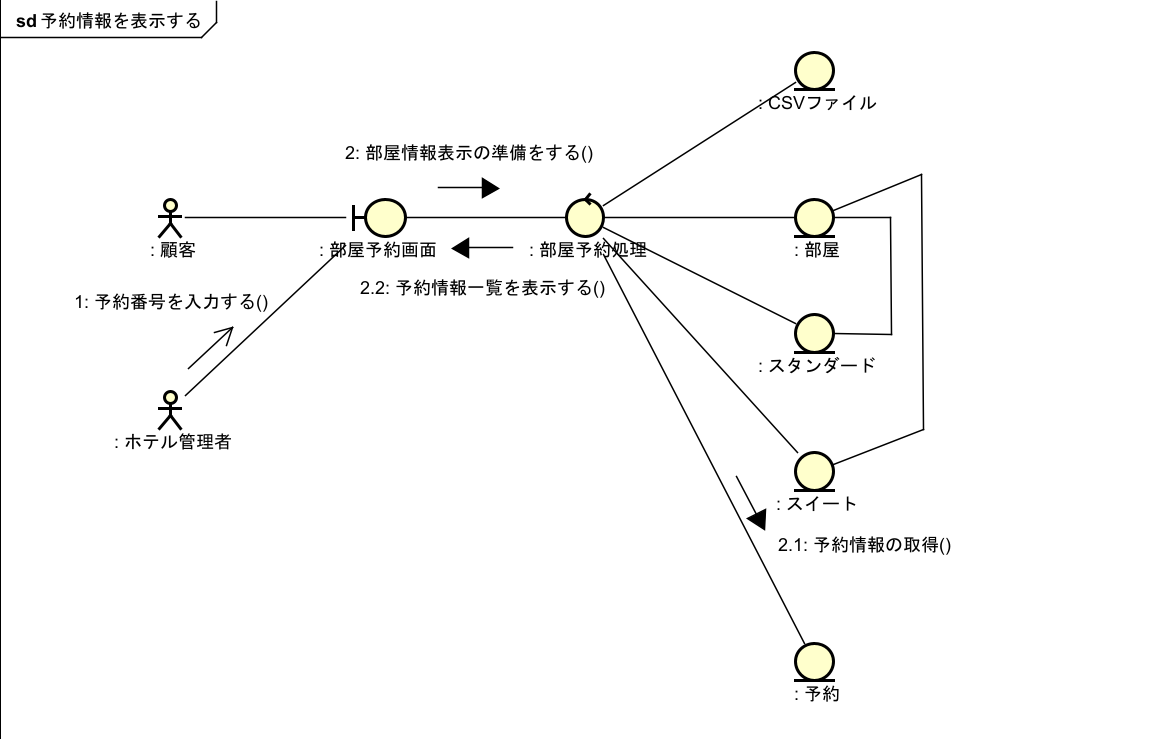 sd 予約情報を表示する
: CSVファイル
2: 部屋情報表示の準備をする()
: 顧客
: 部屋予約画面
: 部屋予約処理
: 部屋
2.2: 予約情報一覧を表示する()
1: 予約番号を入力する()
: スタンダード
: ホテル管理者
: スイート
2.1: 予約情報の取得()
: 予約